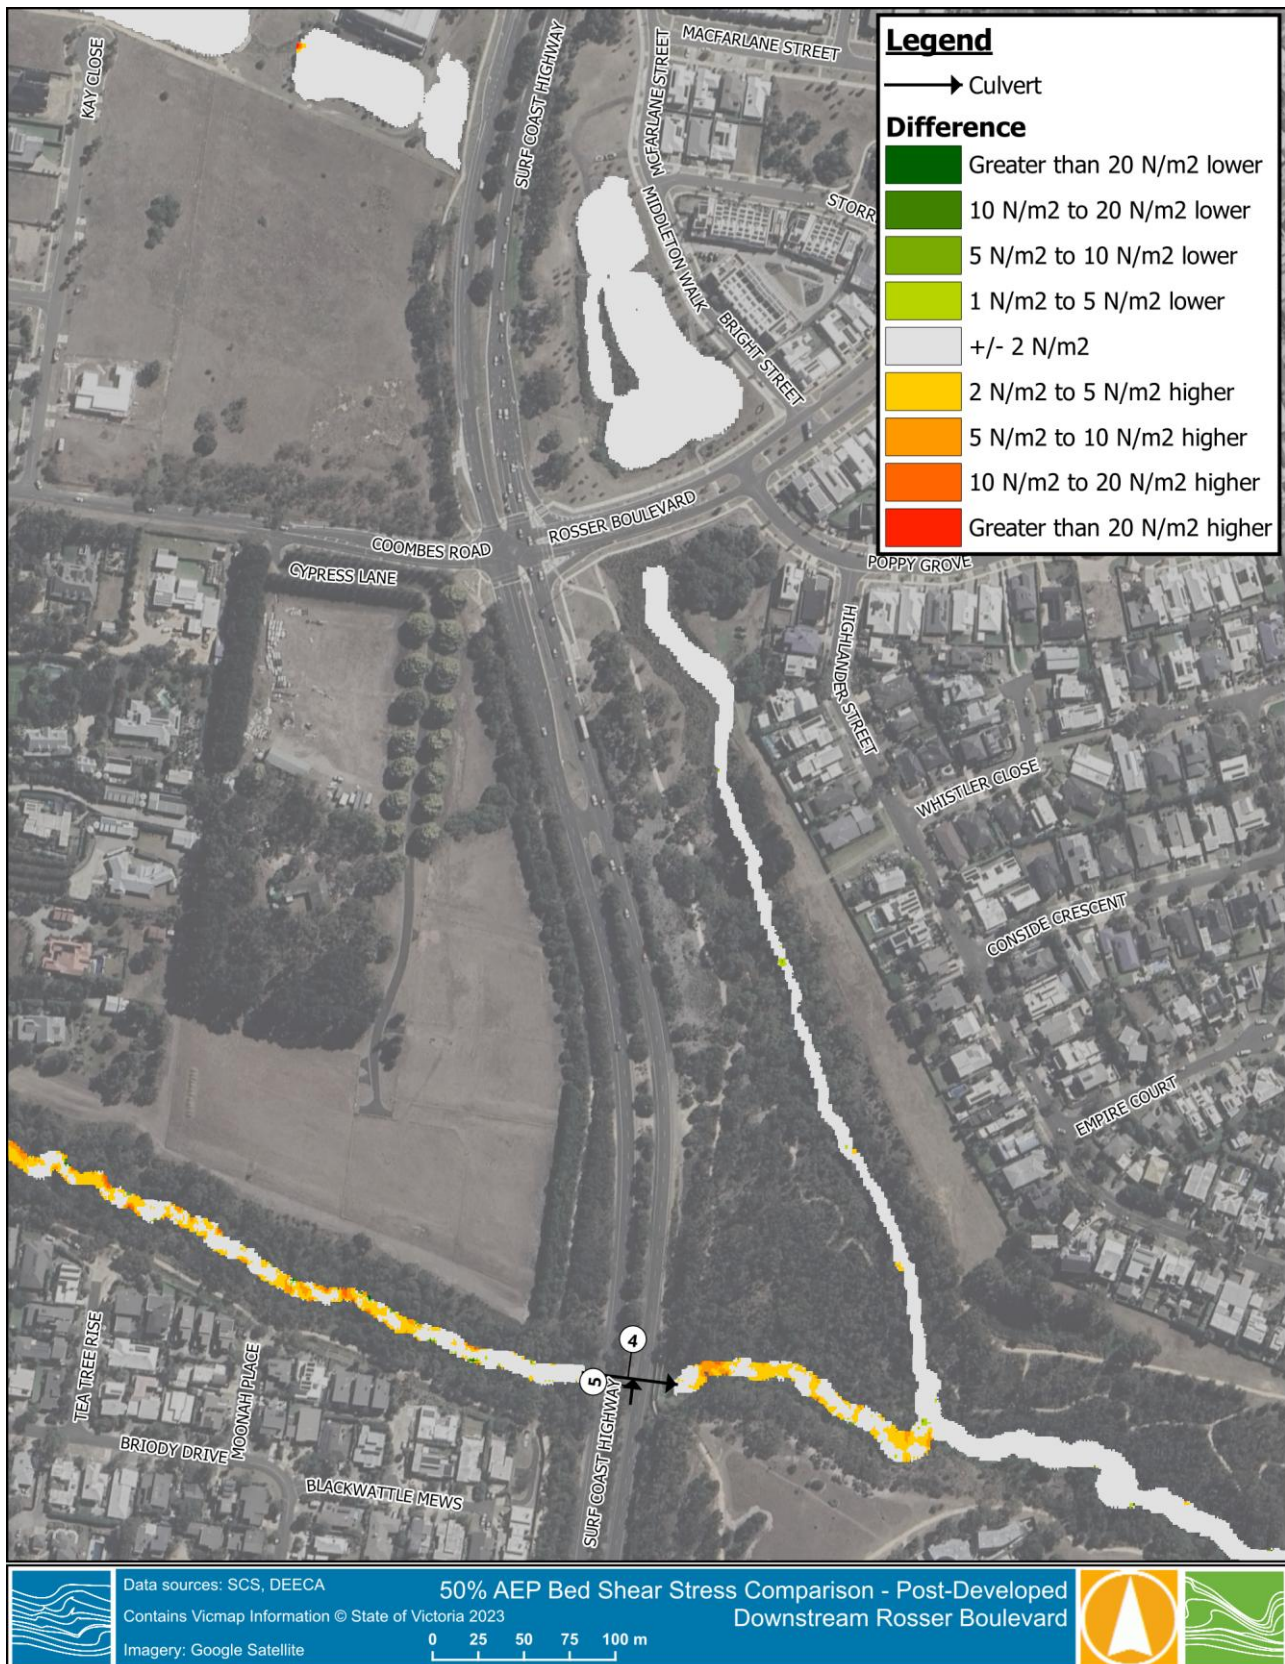 Legend
Culvert
Difference
Greater than 20 N/m2 lower
10 N/m2 to 20 N/m2 lower
5 N/m2 to 10 N/m2 lower
1 N/m2 to 5 N/m2 lower
+/- 2 N/m2
2 N/m2 to 5 N/m2 higher
5 N/m2 to 10 N/m2 higher
10 N/m2 to 20 N/m2 higher
Greater than 20 N/m2 higher
KAY CLOSE
SURF COAST HIGHWAY
MACFARLANE STREET
MCFARLANE STREET
STORR
MIDDLETON WALK
BRIGHT STREET
ROSSER BOULEVARD
COOMBES ROAD
CYPRESS LANE
POPPY GROVE
HIGHLANDER STREET
WHISTLER CLOSE
CONSIDE CRESCENT
EMPIRE COURT
TEA TREE RISE
MOONAH PLACE
BRIODY DRIVE
BLACKWATTLE MEWS
4
5
SURF COAST HIGHWAY
Data sources: SCS, DEECA
Contains Vicmap Information © State of Victoria 2023
Imagery: Google Satellite
0 25 50 75 100 m
50% AEP Bed Shear Stress Comparison - Post-Developed
Downstream Rosser Boulevard